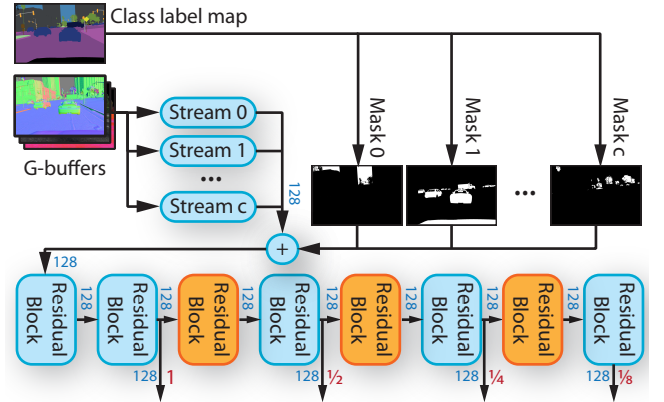 Class label map
G-buffers
Stream 0
Stream 1
...
Stream c
128
Mask 0
Mask 1
...
Mask c
+
128
Residual Block
128
Residual Block
128
Residual Block
128
Residual Block
128
Residual Block
128
Residual Block
128
Residual Block
128
Residual Block
128 1
128 ½
128 ¼
128 ⅛